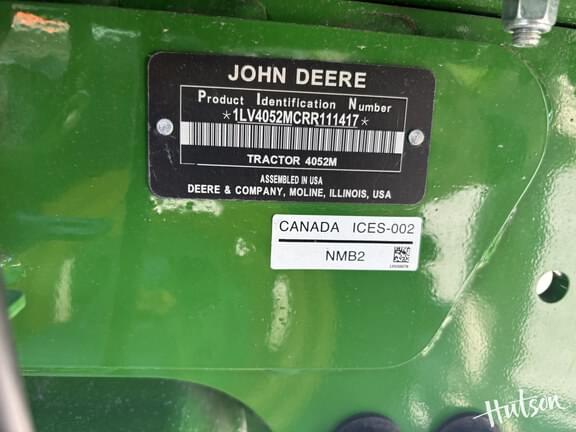 JOHN DEERE
Product IDentification Number
*1LV4052MCRR111417*
TRACTOR 4052M
ASSEMBLED IN USA
DEERE & COMPANY, MOLINE, ILLINOIS, USA
CANADA ICES-002
NMB2
Hutson